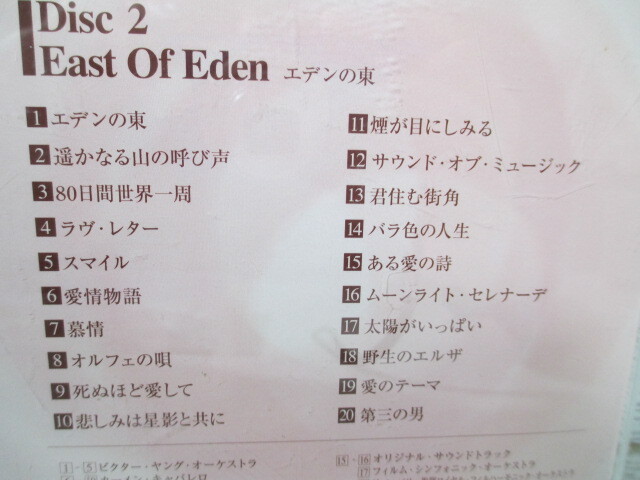 Disc 2
East Of Eden エデンの東
1 エデンの東
2 遥かなる山の呼び声
3 80日間世界一周
4 ラヴ・レター
5 スマイル
6 愛情物語
7 慕情
8 オルフェの唄
9 死ぬほど愛して
10 悲しみは星影と共に
11 煙が目にしみる
12 サウンド・オブ・ミュージック
13 君住む街角
14 バラ色の人生
15 ある愛の詩
16 ムーンライト・セレナーデ
17 太陽がいっぱい
18 野生のエルザ
19 愛のテーマ
20 第三の男
1-5 ビクター・ヤング・オーケストラ
カーメン・キャバレロ
15-16 オリジナル・サウンドトラック
17 フィルム・シンフォニック・オーケストラ